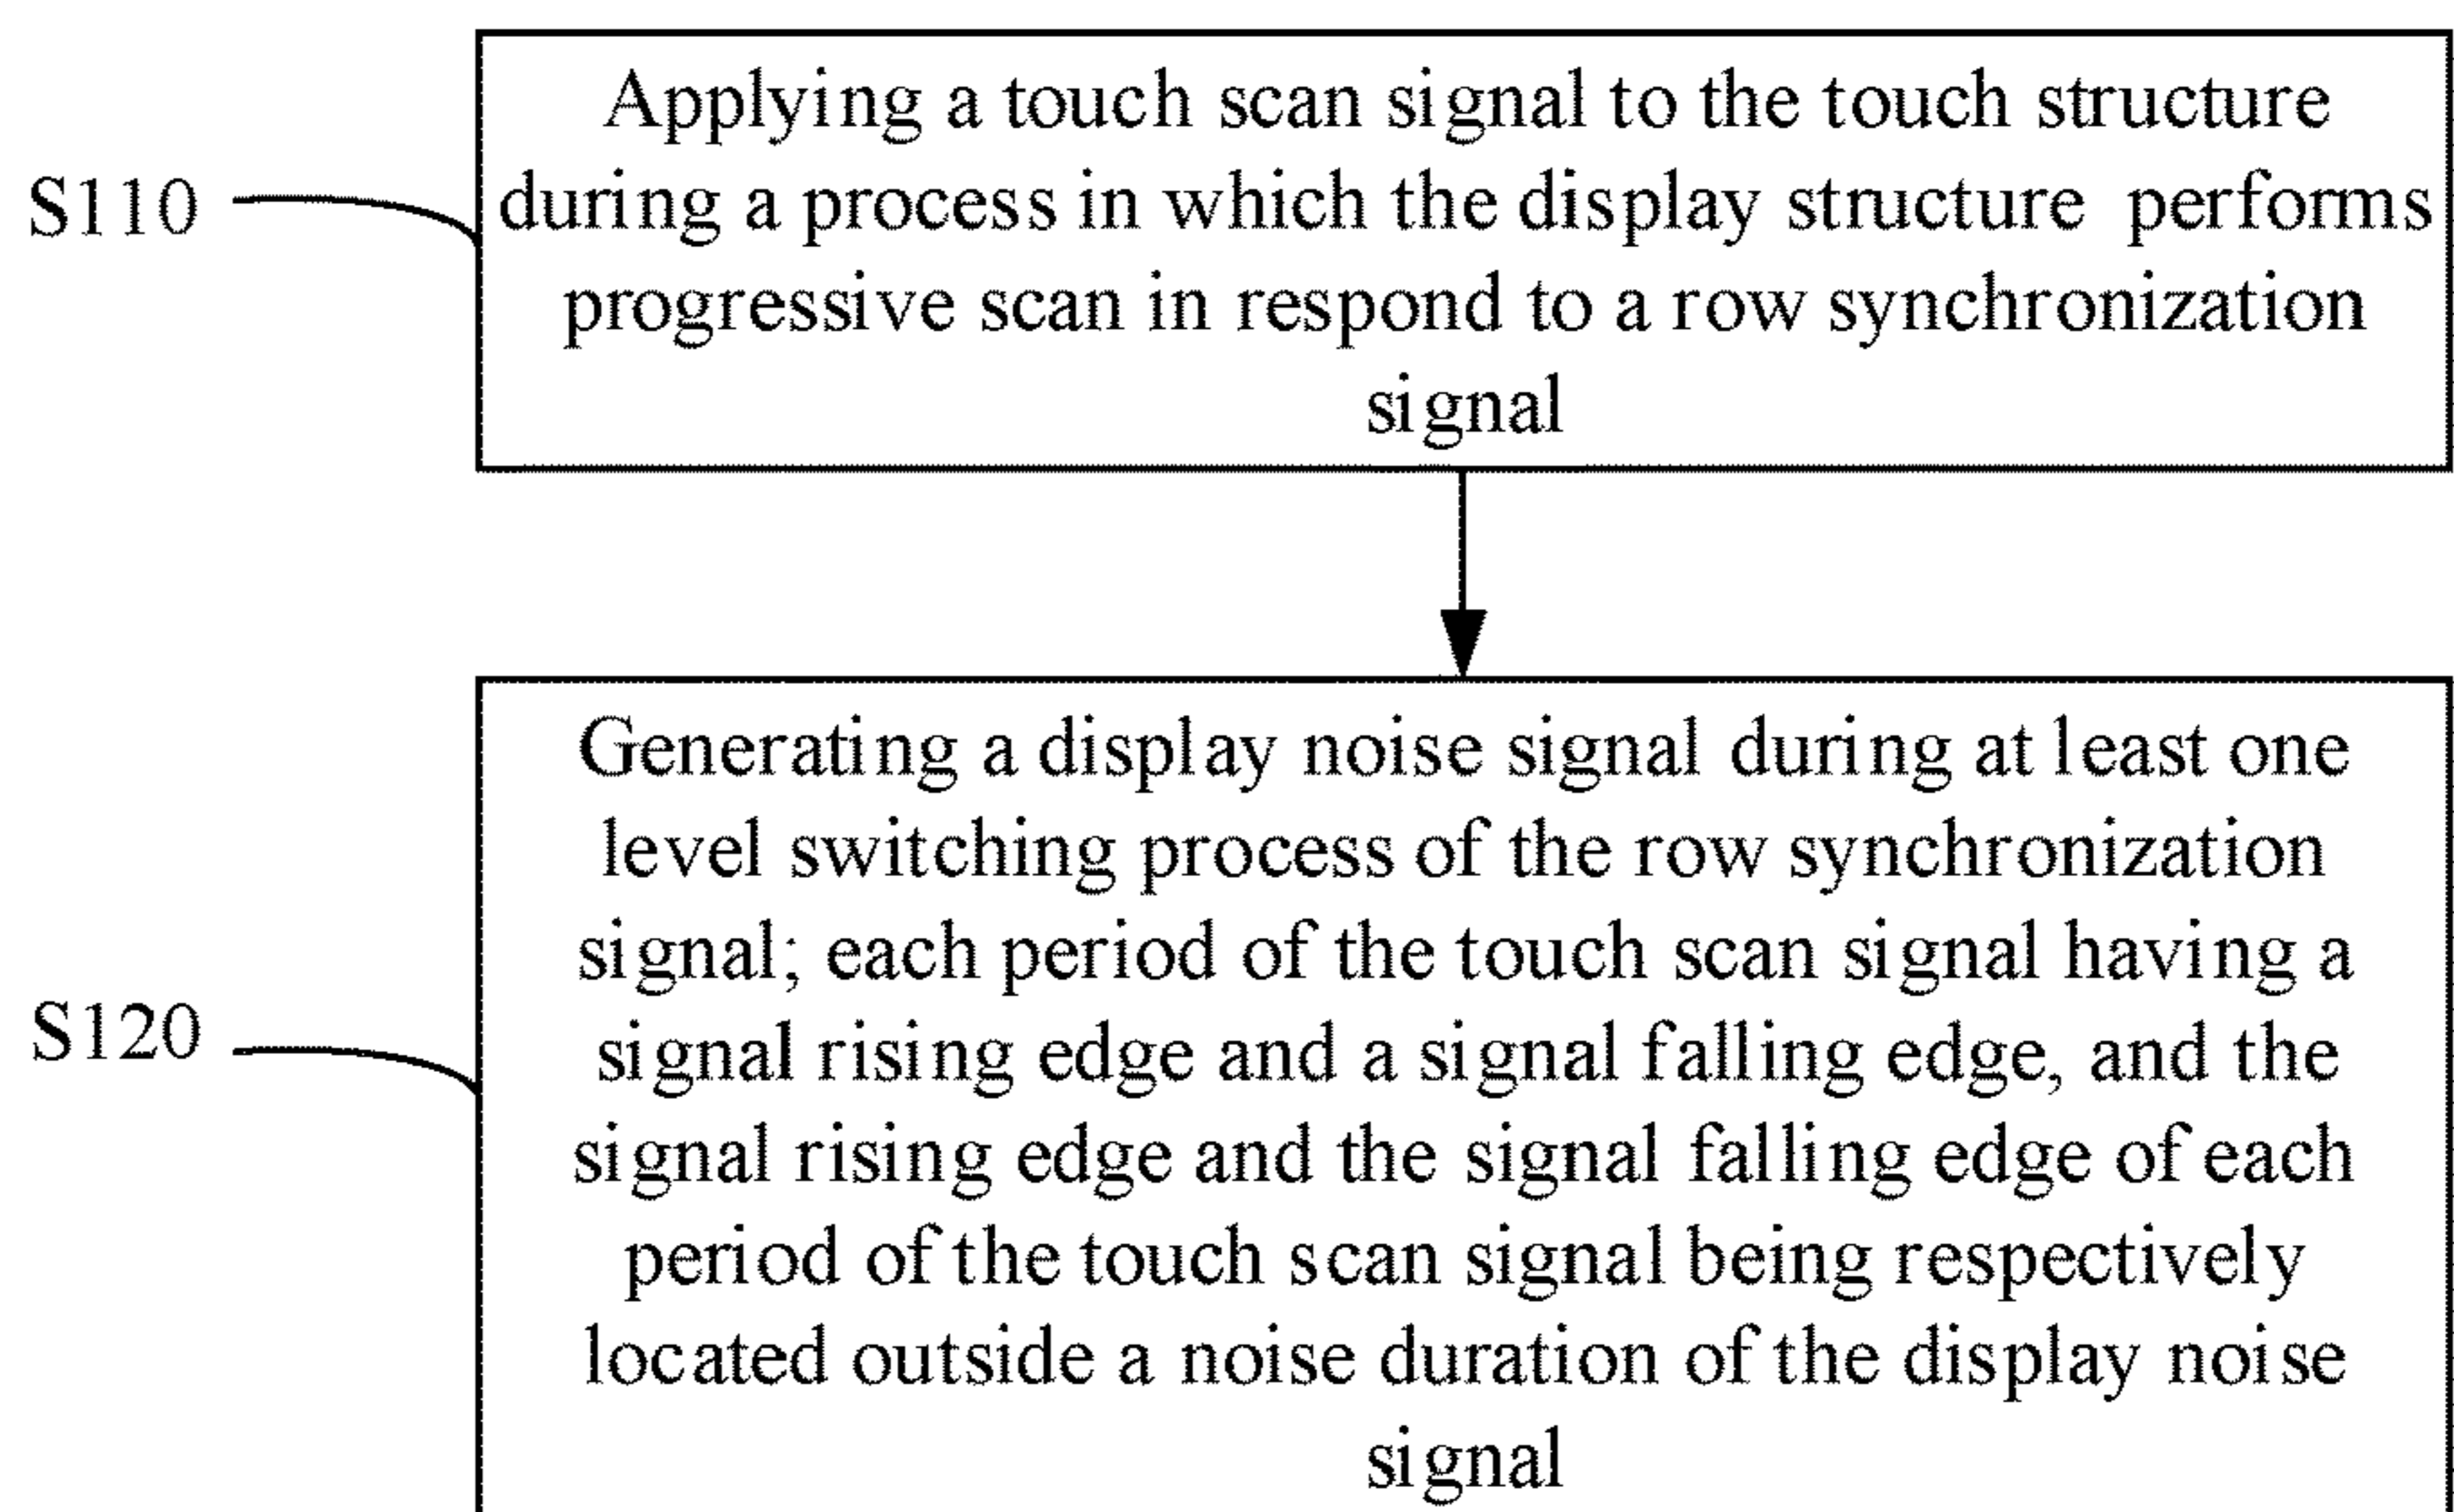 Applying a touch scan signal to the touch structure
S110
during a process in which the display structure performs
progressive scan in respond to a row synchronization
signal
Generating a display noise signal during at least one
level switching process of the row synchronization
signal; each period of the touch scan signal having a
S120
signal rising edge and a signal falling edge, and the
signal rising edge and the signal falling edge of each
period of the touch scan signal being respectively
located outside a noise duration of the display noise
signal